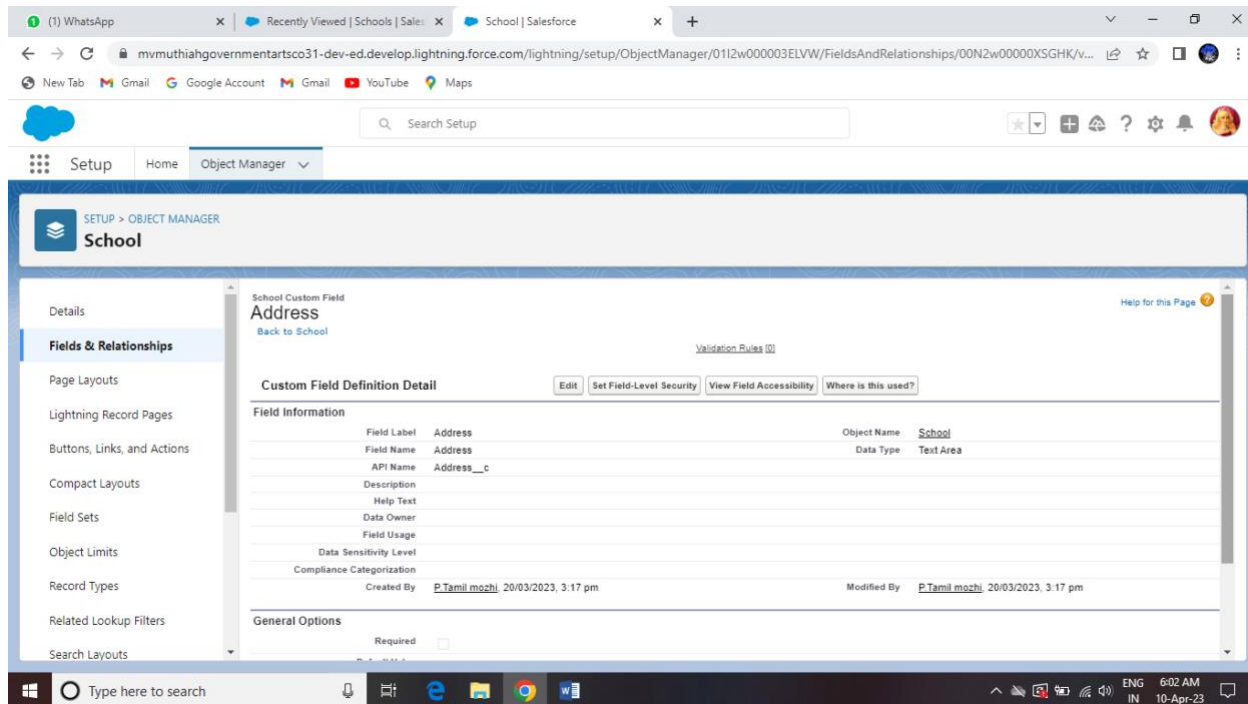 (1) WhatsApp
Recently Viewed | Schools | Sales
School | Salesforce
mvmuthiahgovernmentartsco31-dev-ed.develop.lightning.force.com/lightning/setup/ObjectManager/01I2w000003ELVW/FieldsAndRelationships/00N2w00000XSGHK/v...
New Tab Gmail Google Account Gmail YouTube Maps
Search Setup
Setup Home Object Manager
SETUP > OBJECT MANAGER
School
Details
Fields & Relationships
Page Layouts
Lightning Record Pages
Buttons, Links, and Actions
Compact Layouts
Field Sets
Object Limits
Record Types
Related Lookup Filters
Search Layouts
School Custom Field
Address
Back to School
Help for this Page
Validation Rules [0]
Custom Field Definition Detail Edit Set Field-Level Security View Field Accessibility Where is this used?
Field Information
Field Label Address Object Name School
Field Name Address Data Type Text Area
API Name Address__c
Description
Help Text
Data Owner
Field Usage
Data Sensitivity Level
Compliance Categorization
Created By P.Tamil mozhi, 20/03/2023, 3:17 pm Modified By P.Tamil mozhi, 20/03/2023, 3:17 pm
General Options
Required
Type here to search
ENG 6:02 AM
IN 10-Apr-23